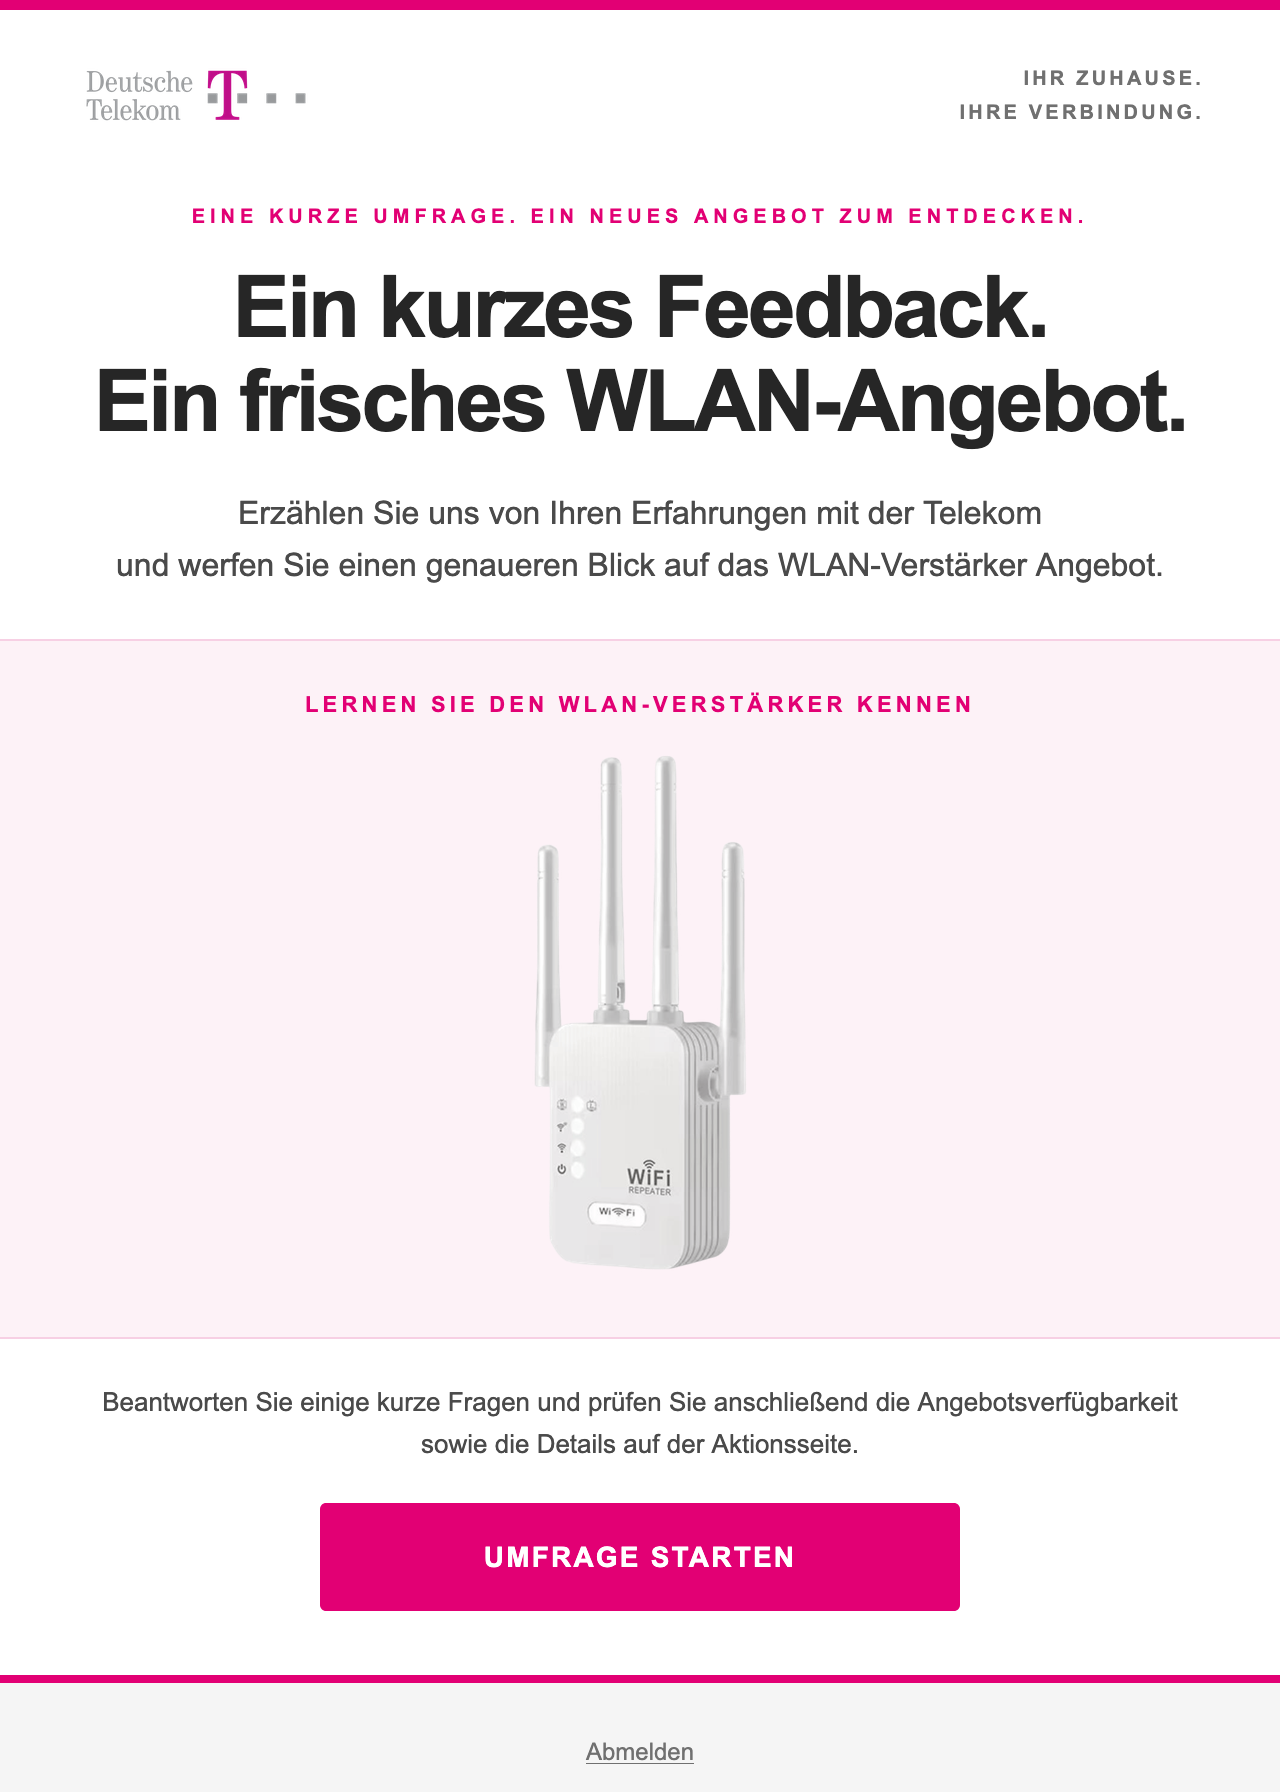 Deutsche
Telekom
T
IHR ZUHAUSE.
IHRE VERBINDUNG.
EINE KURZE UMFRAGE. EIN NEUES ANGEBOT ZUM ENTDECKEN.
Ein kurzes Feedback.
Ein frisches WLAN-Angebot.
Erzählen Sie uns von Ihren Erfahrungen mit der Telekom
und werfen Sie einen genaueren Blick auf das WLAN-Verstärker Angebot.
LERNEN SIE DEN WLAN-VERSTÄRKER KENNEN
WiFi
REPEATER
Wi Fi
Beantworten Sie einige kurze Fragen und prüfen Sie anschließend die Angebotsverfügbarkeit
sowie die Details auf der Aktionsseite.
UMFRAGE STARTEN
Abmelden